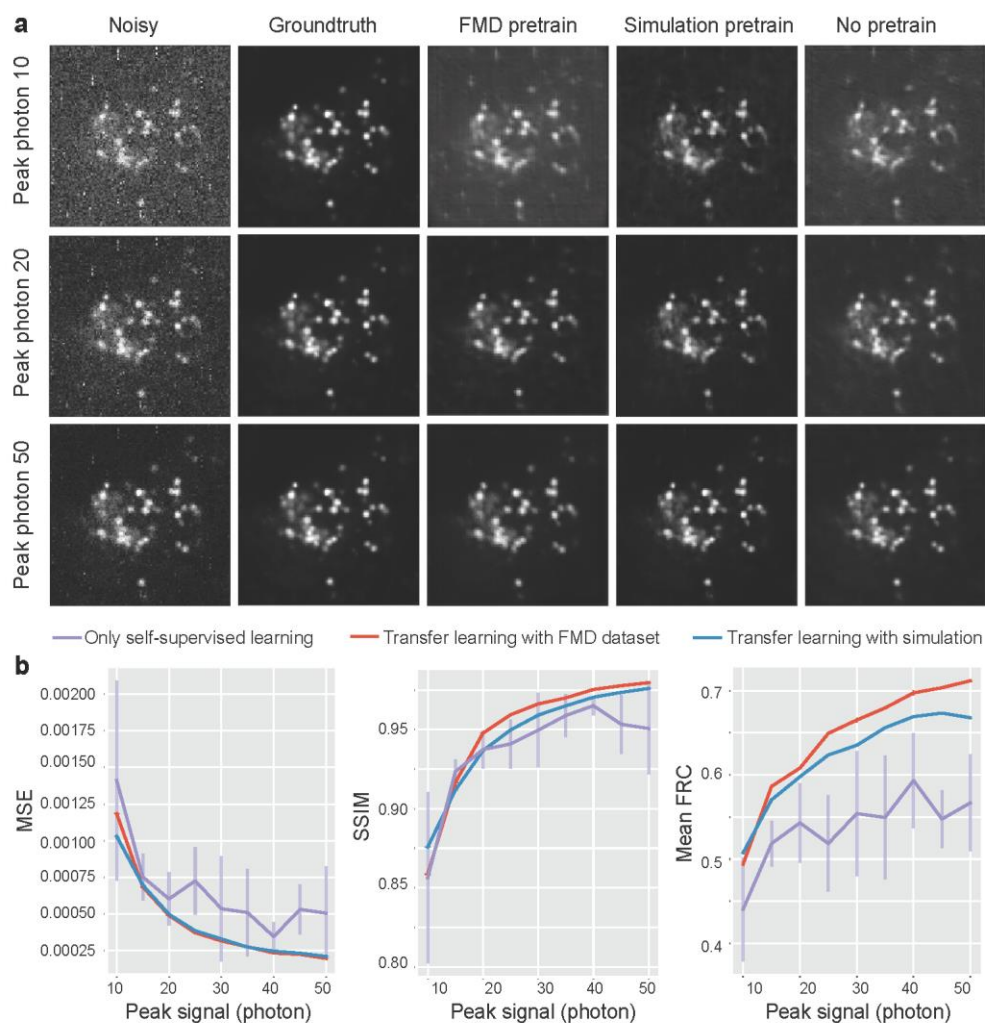 a
Noisy Groundtruth FMD pretrain Simulation pretrain No pretrain
Peak photon 10
Peak photon 20
Peak photon 50
Only self-supervised learning Transfer learning with FMD dataset Transfer learning with simulation
b
MSE
0.00200
0.00175
0.00150
0.00125
0.00100
0.00075
0.00050
0.00025
10 20 30 40 50
Peak signal (photon)
SSIM
0.95
0.90
0.85
0.80
10 20 30 40 50
Peak signal (photon)
Mean FRC
0.7
0.6
0.5
0.4
10 20 30 40 50
Peak signal (photon)